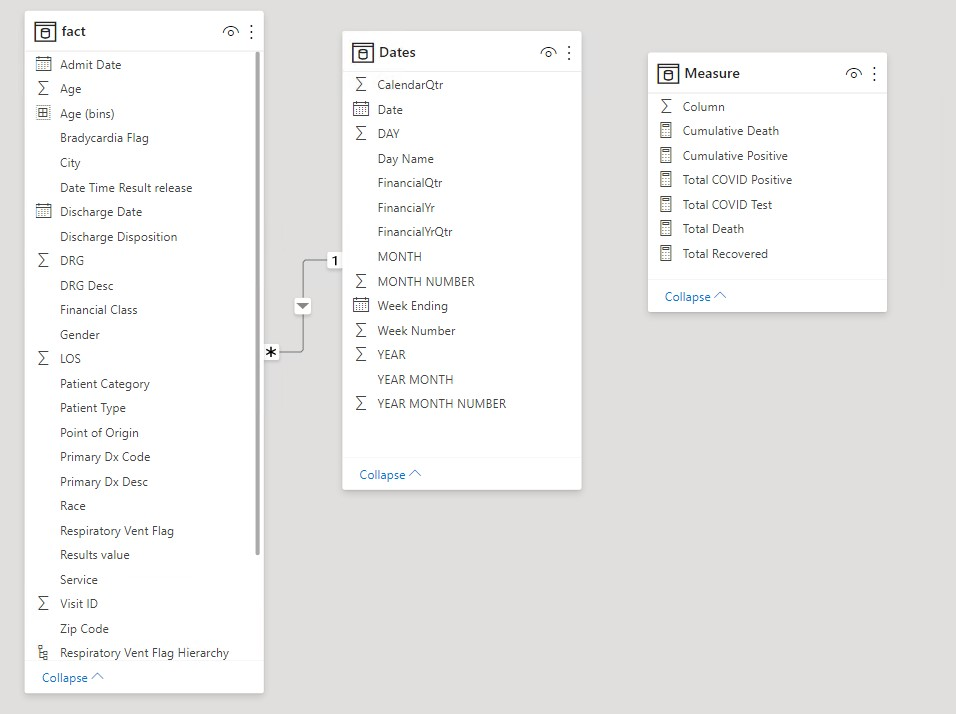 fact
Admit Date
Age
Age (bins)
Bradycardia Flag
City
Date Time Result release
Discharge Date
Discharge Disposition
DRG
DRG Desc
Financial Class
Gender
LOS
Patient Category
Patient Type
Point of Origin
Primary Dx Code
Primary Dx Desc
Race
Respiratory Vent Flag
Results value
Service
Visit ID
Zip Code
Respiratory Vent Flag Hierarchy
Collapse
*
1
Dates
CalendarQtr
Date
DAY
Day Name
FinancialQtr
FinancialYr
FinancialYrQtr
MONTH
MONTH NUMBER
Week Ending
Week Number
YEAR
YEAR MONTH
YEAR MONTH NUMBER
Collapse
Measure
Column
Cumulative Death
Cumulative Positive
Total COVID Positive
Total COVID Test
Total Death
Total Recovered
Collapse